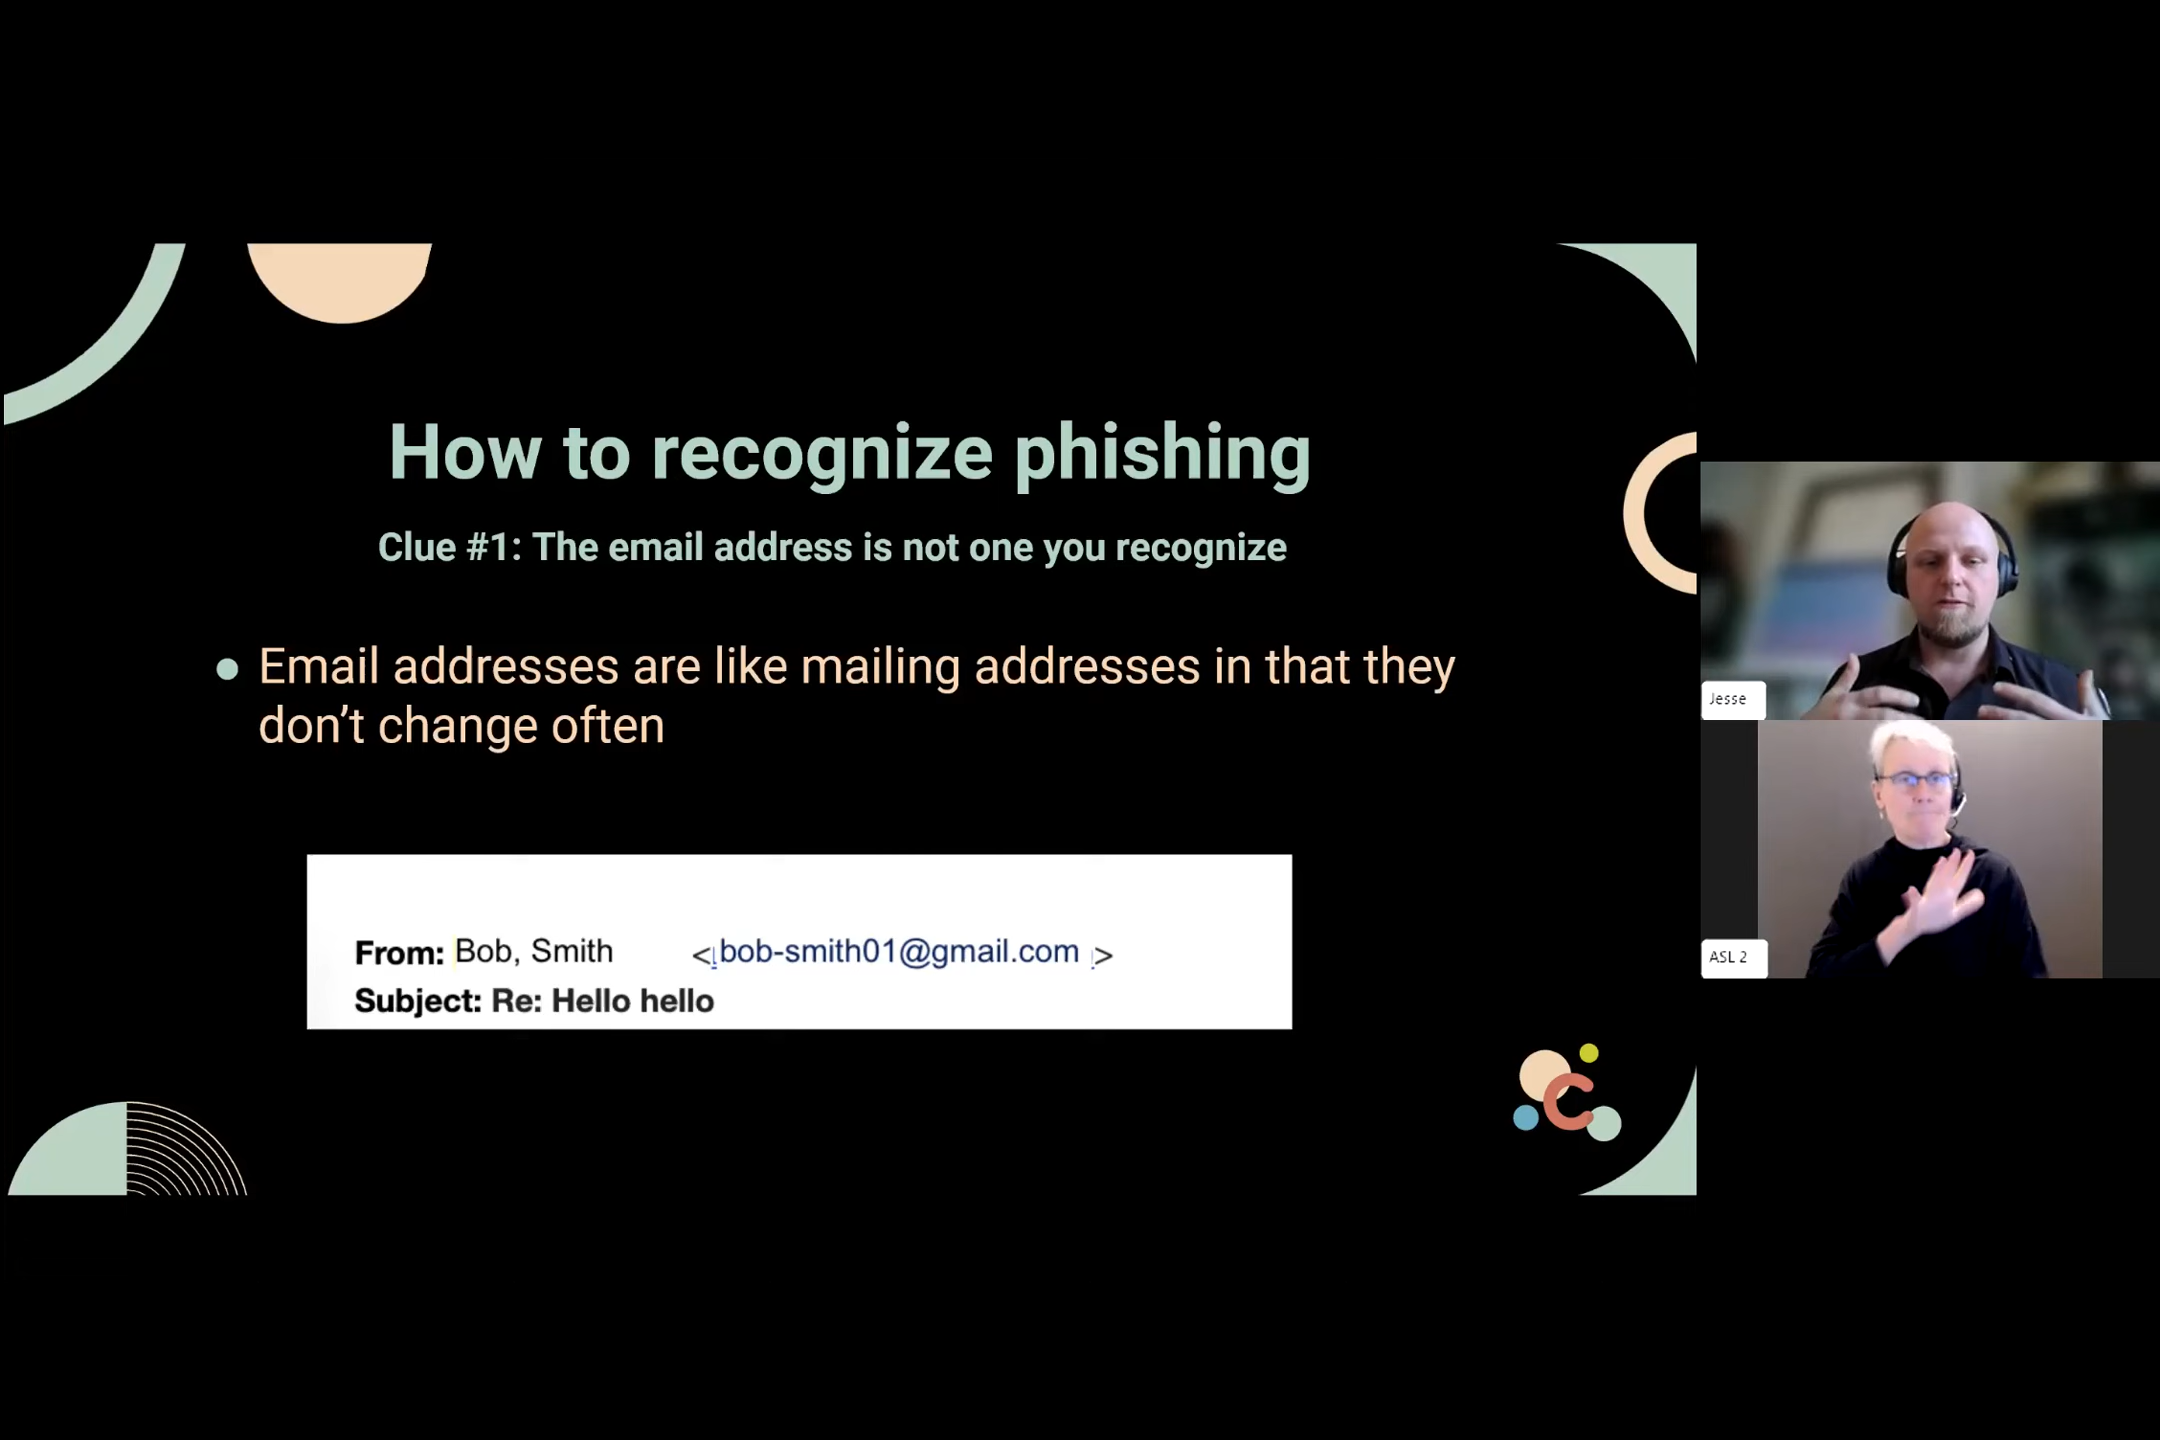 How to recognize phishing
Clue #1: The email address is not one you recognize
Email addresses are like mailing addresses in that they
don’t change often
From: Bob, Smith <bob-smith01@gmail.com >
Subject: Re: Hello hello
Jesse
ASL 2